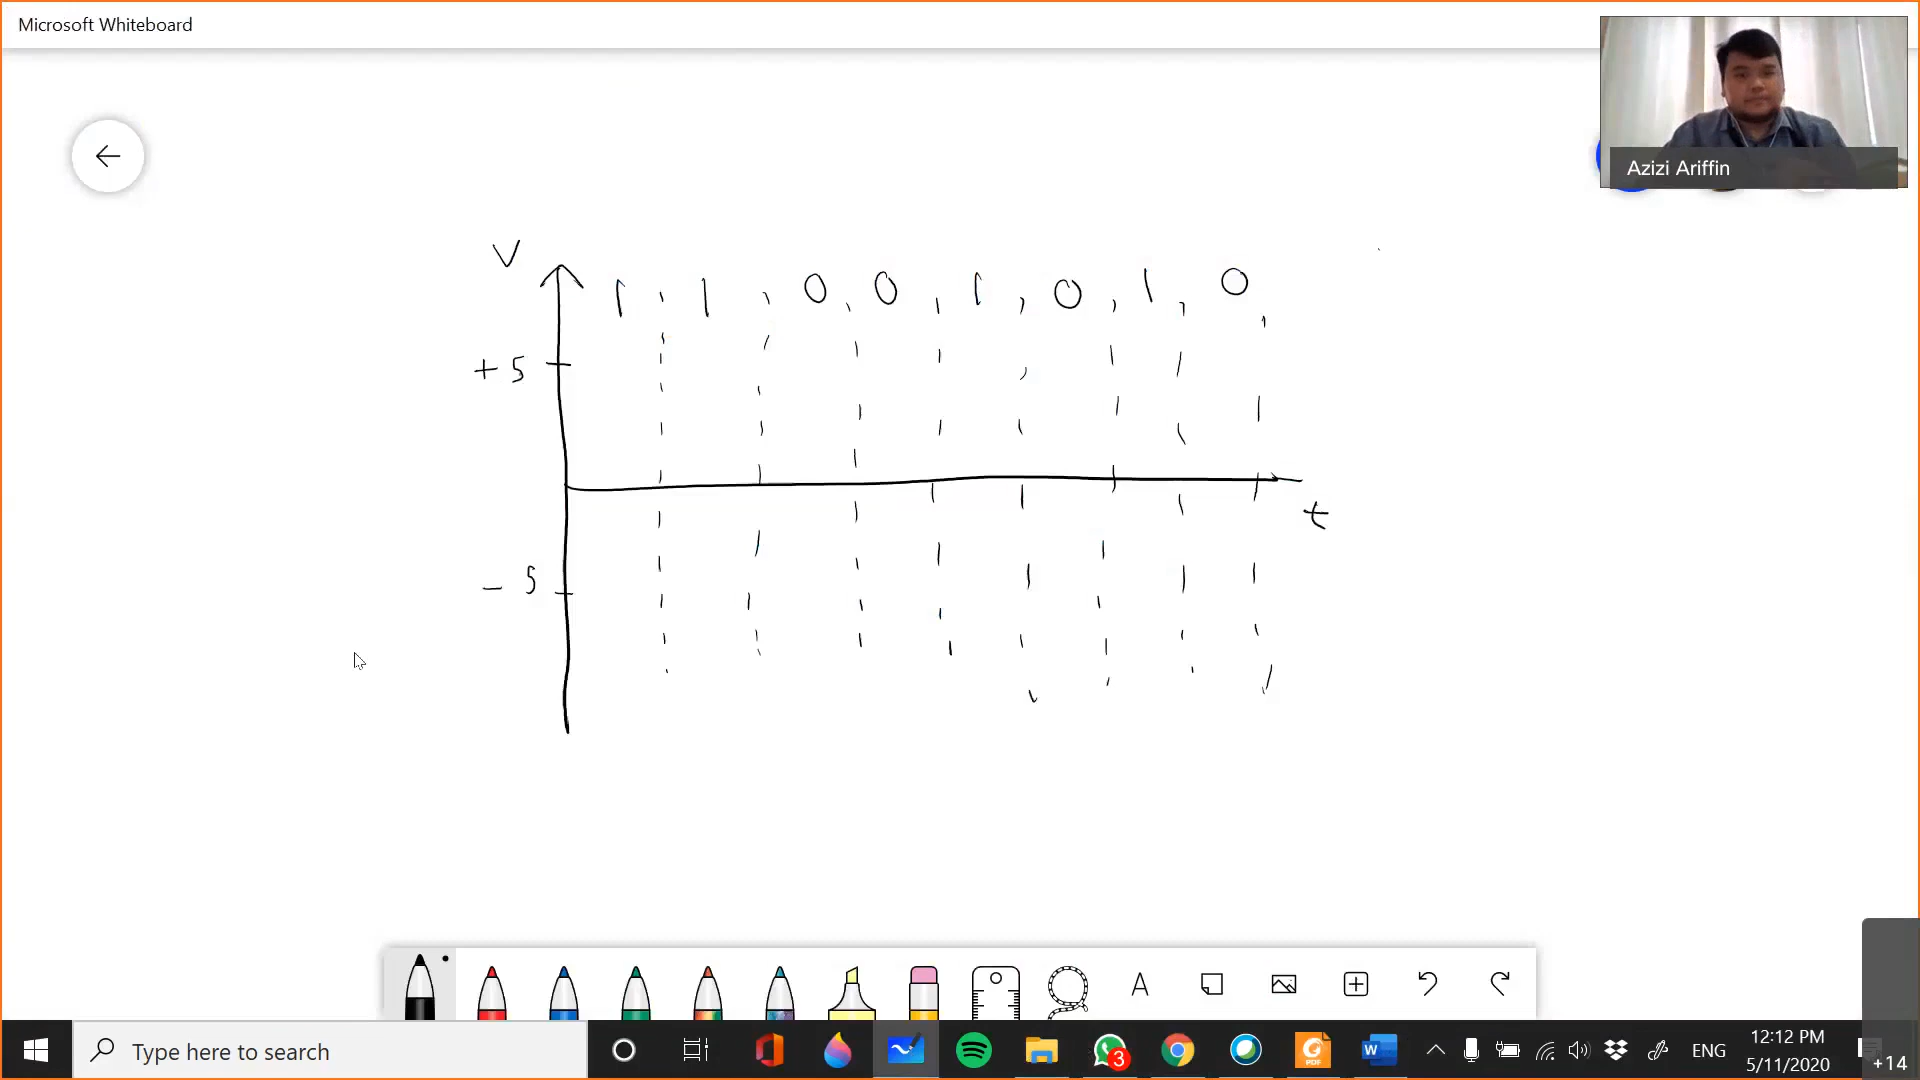 Microsoft Whiteboard
Azizi Ariffin
V
1 1 0 0 1 0 1 0
+5
t
- 5
A
Type here to search
3
W
PDF
ENG
12:12 PM
5/11/2020
+14